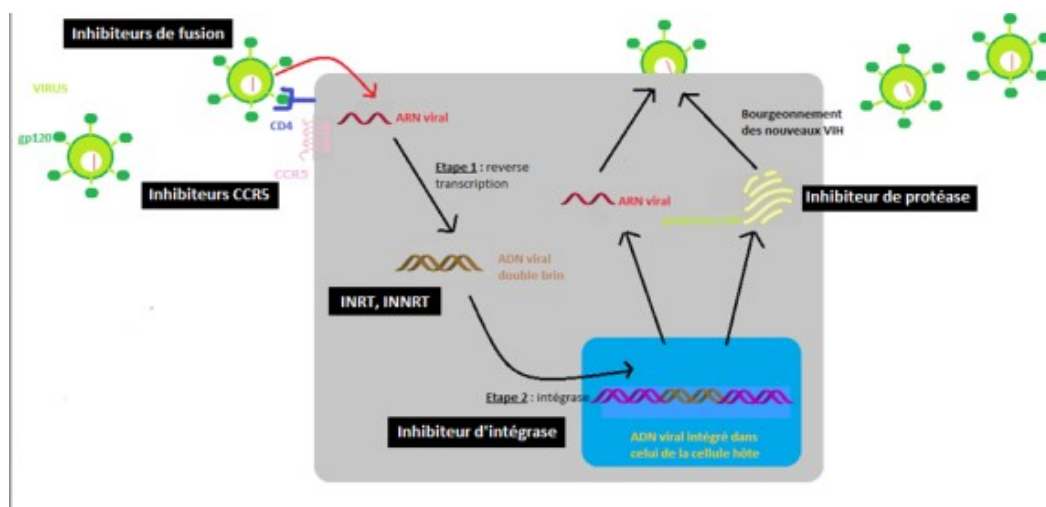 Inhibiteurs de fusion
VIRUS
gp120
CD4
CCR5
Inhibiteurs CCR5
ARN viral
Etape 1 : reverse
transcription
ADN viral
double brin
INRT, INNRT
Etape 2 : intégrase
Inhibiteur d'intégrase
ADN viral intégré dans
celui de la cellule hôte
ARN viral
Bourgeonnement
des nouveaux VIH
Inhibiteur de protéase